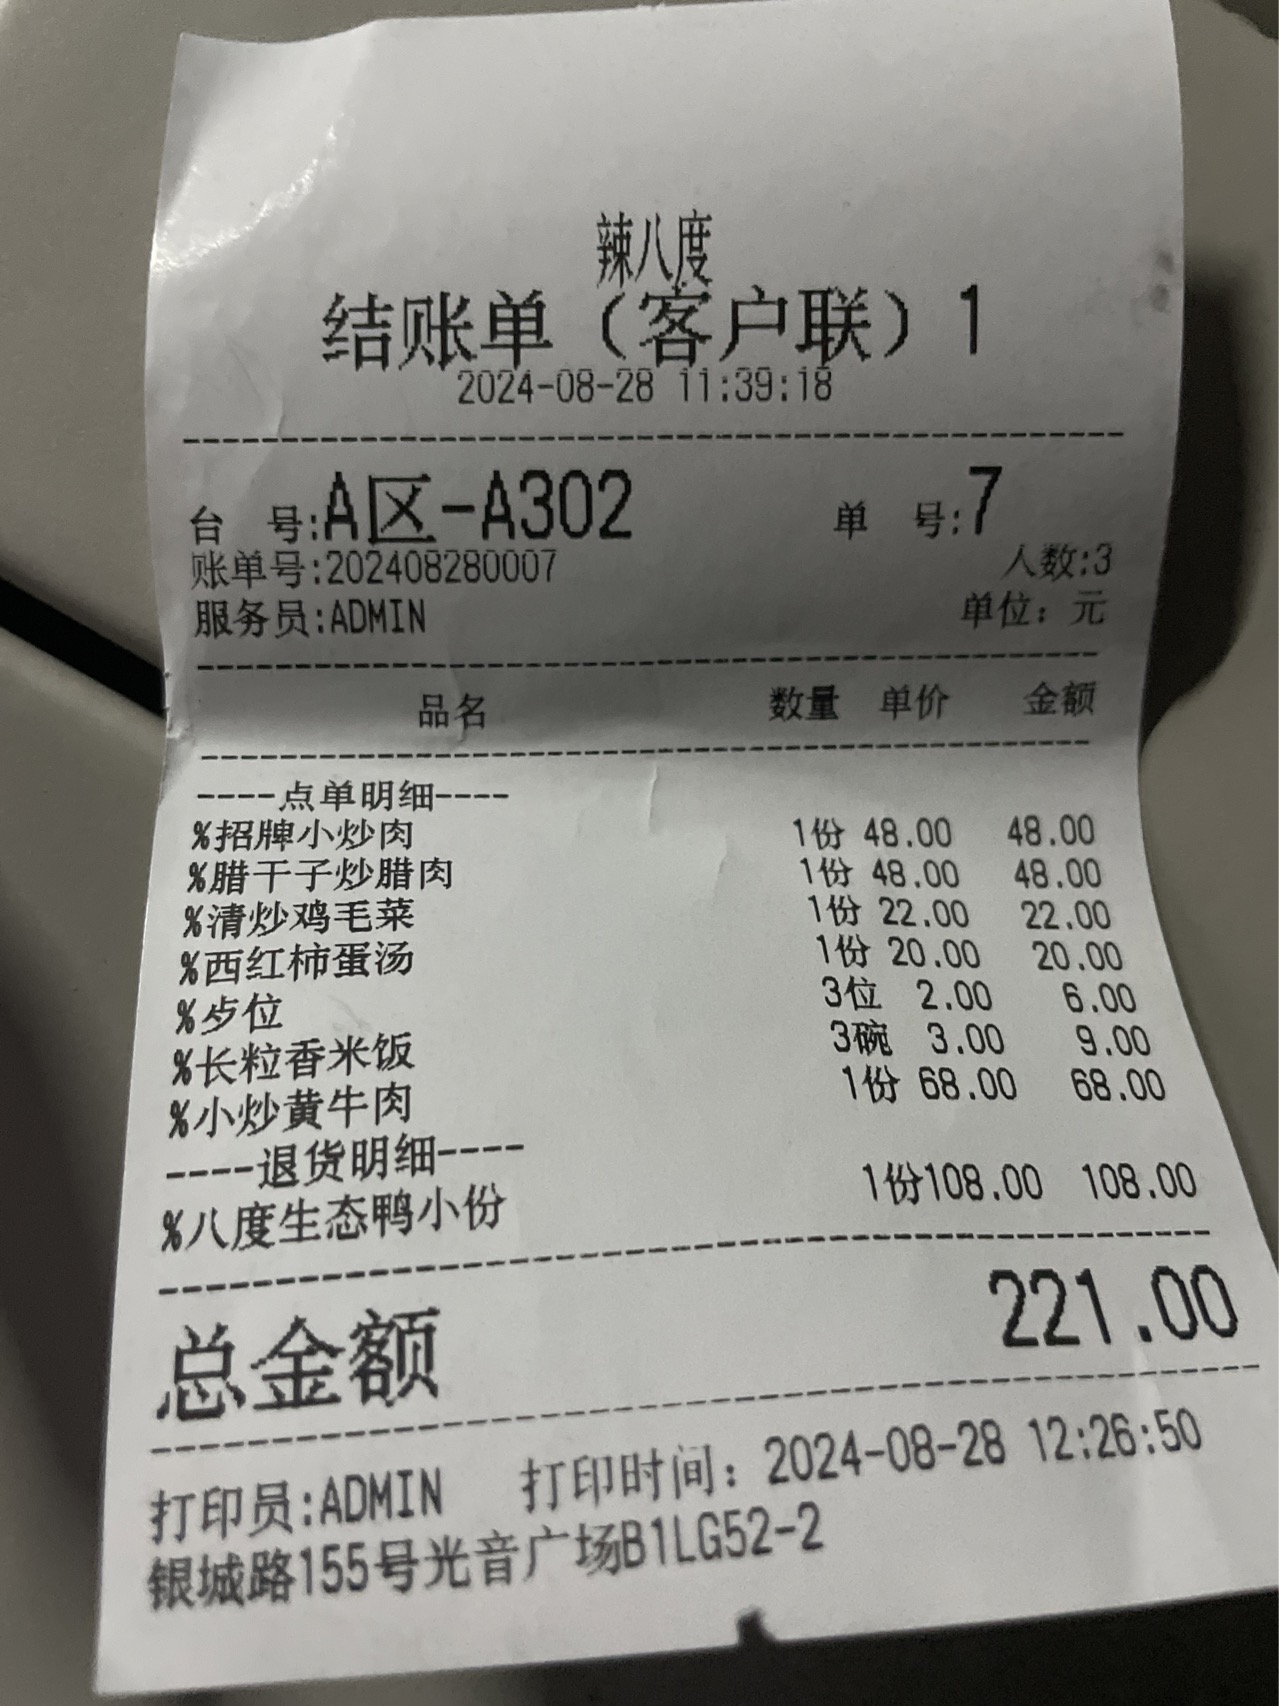 辣八度
结账单（客户联）1
2024-08-28 11:39:18
台 号:A区-A302 单 号:7
账单号:202408280007 人数:3
服务员:ADMIN 单位：元
品名 数量 单价 金额
----点单明细----
%招牌小炒肉 1份 48.00 48.00
%腊干子炒腊肉 1份 48.00 48.00
%清炒鸡毛菜 1份 22.00 22.00
%西红柿蛋汤 1份 20.00 20.00
%歺位 3位 2.00 6.00
%长粒香米饭 3碗 3.00 9.00
%小炒黄牛肉 1份 68.00 68.00
----退货明细----
%八度生态鸭小份 1份108.00 108.00
总金额 221.00
打印员:ADMIN 打印时间：2024-08-28 12:26:50
银城路155号光音广场B1LG52-2